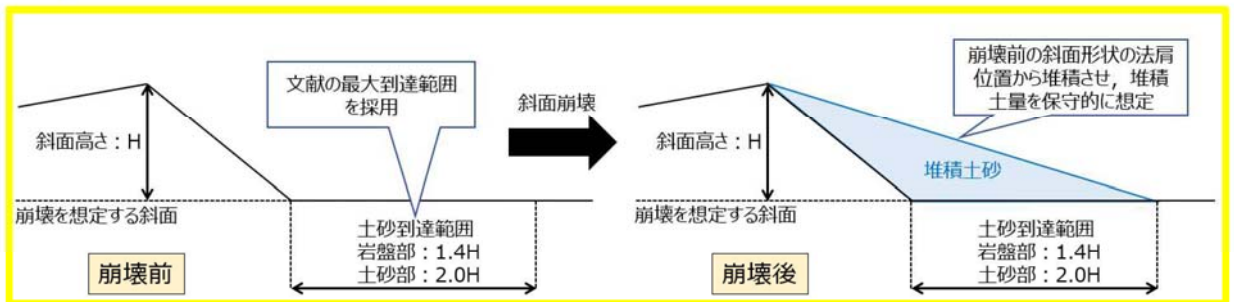 文献の最大到達範囲
を採用
斜面高さ：H
崩壊を想定する斜面
土砂到達範囲
岩盤部：1.4H
土砂部：2.0H
崩壊前
斜面崩壊
崩壊前の斜面形状の法肩
位置から堆積させ，堆積
土量を保守的に想定
斜面高さ：H
堆積土砂
崩壊を想定する斜面
土砂到達範囲
岩盤部：1.4H
土砂部：2.0H
崩壊後